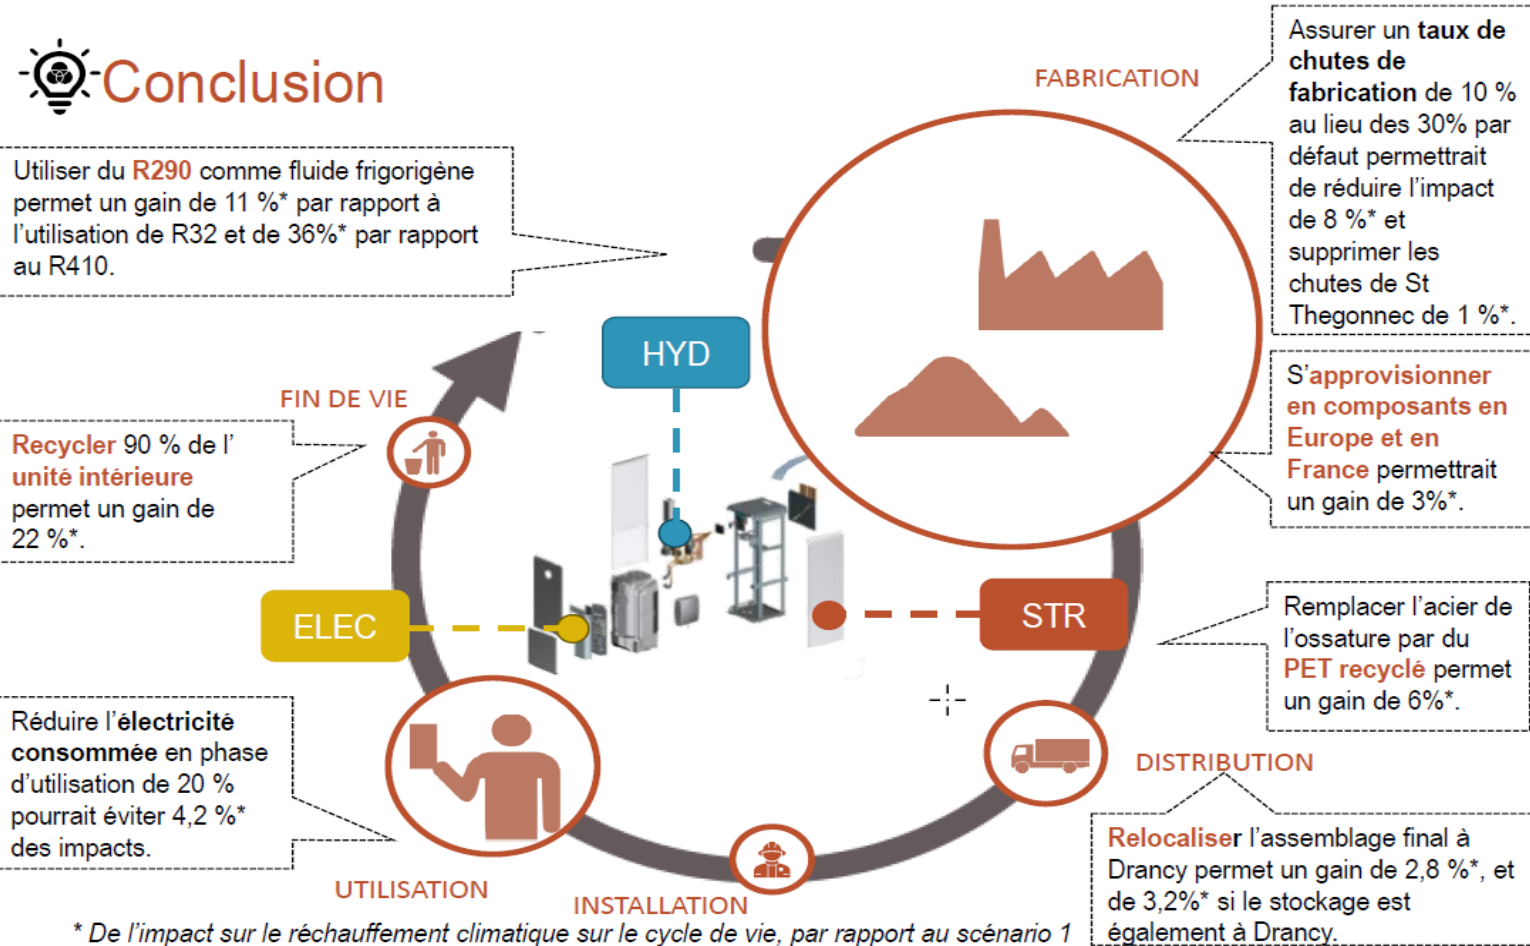 Conclusion
Utiliser du R290 comme fluide frigorigène
permet un gain de 11 %* par rapport à
l'utilisation de R32 et de 36%* par rapport
au R410.
FABRICATION
Assurer un taux de
chutes de
fabrication de 10 %
au lieu des 30% par
défaut permettrait
de réduire l'impact
de 8 %* et
supprimer les
chutes de St
Thegonnec de 1 %*.
HYD
S'approvisionner
en composants en
Europe et en
France permettrait
un gain de 3%*.
FIN DE VIE
Recycler 90 % de l'
unité intérieure
permet un gain de
22 %*.
ELEC
STR
Remplacer l'acier de
l'ossature par du
PET recyclé permet
un gain de 6%*.
Réduire l'électricité
consommée en phase
d'utilisation de 20 %
pourrait éviter 4,2 %*
des impacts.
DISTRIBUTION
Relocaliser l'assemblage final à
Drancy permet un gain de 2,8 %*, et
de 3,2%* si le stockage est
également à Drancy.
UTILISATION
INSTALLATION
* De l'impact sur le réchauffement climatique sur le cycle de vie, par rapport au scénario 1